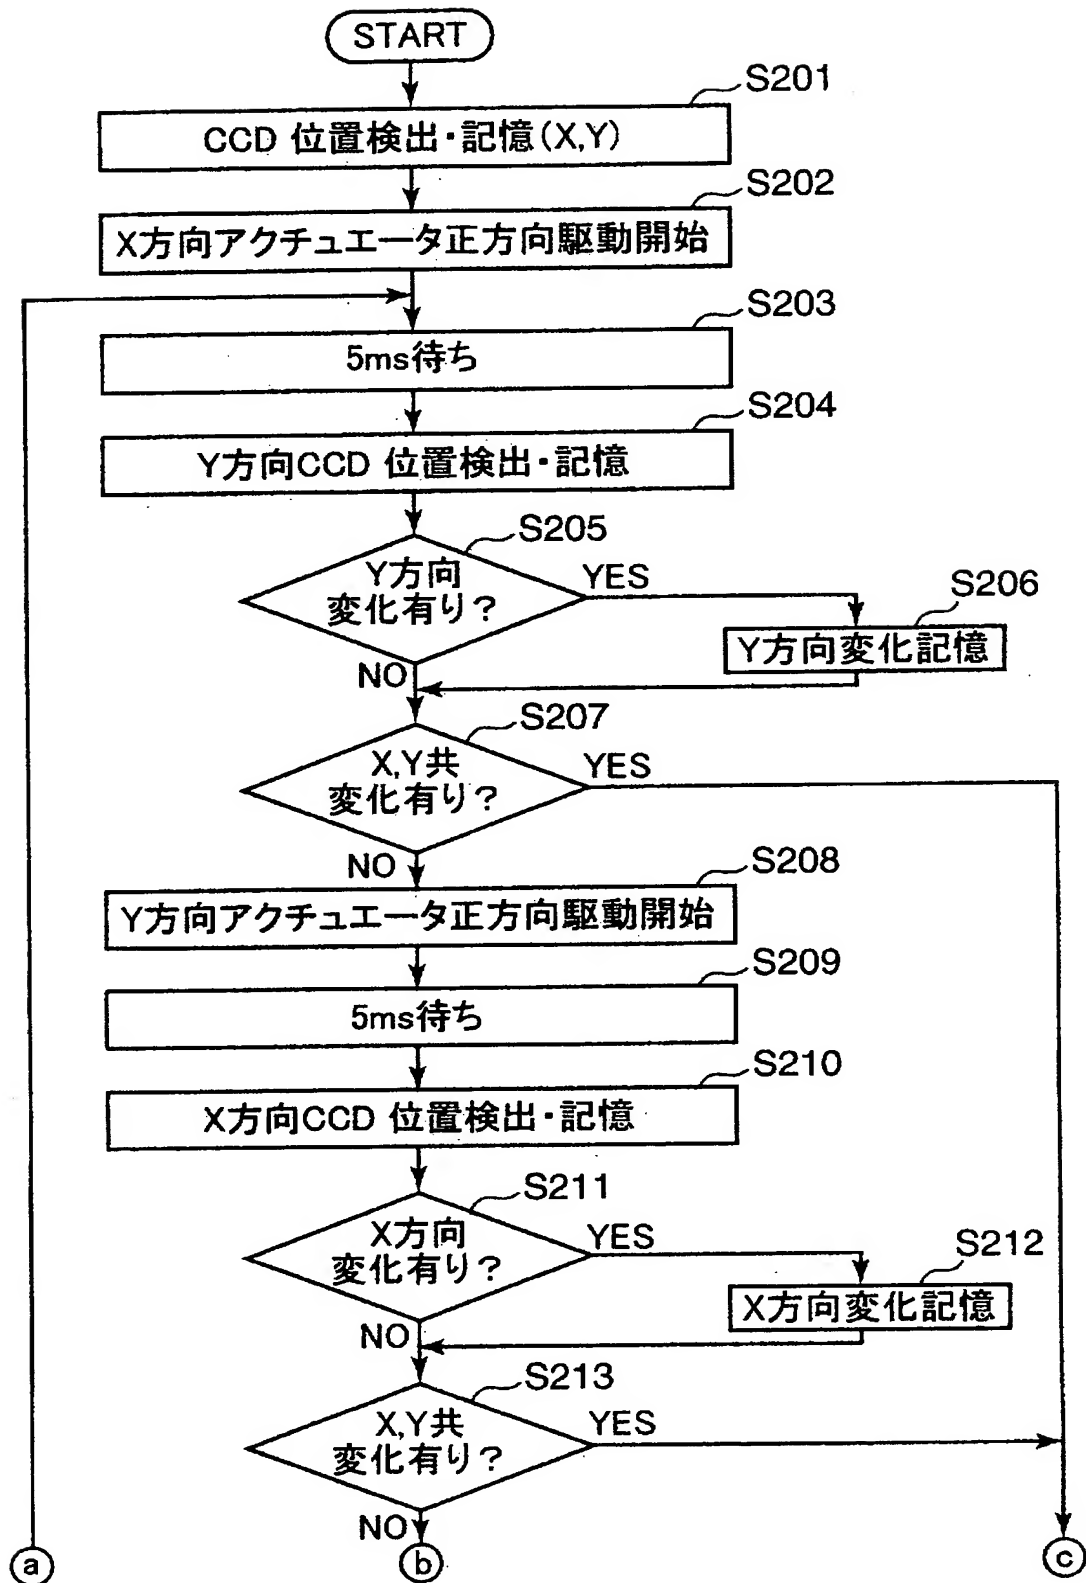 START
S201
CCD 位置検出・記憶(X,Y)
S202
X方向アクチュエータ正方向駆動開始
S203
5ms待ち
S204
Y方向CCD 位置検出・記憶
S205
Y方向
変化有り?
YES
S206
Y方向変化記憶
NO
S207
X,Y共
変化有り?
YES
NO
S208
Y方向アクチュエータ正方向駆動開始
S209
5ms待ち
S210
X方向CCD 位置検出・記憶
S211
X方向
変化有り?
YES
S212
X方向変化記憶
NO
S213
X,Y共
変化有り?
YES
NO
a
b
c